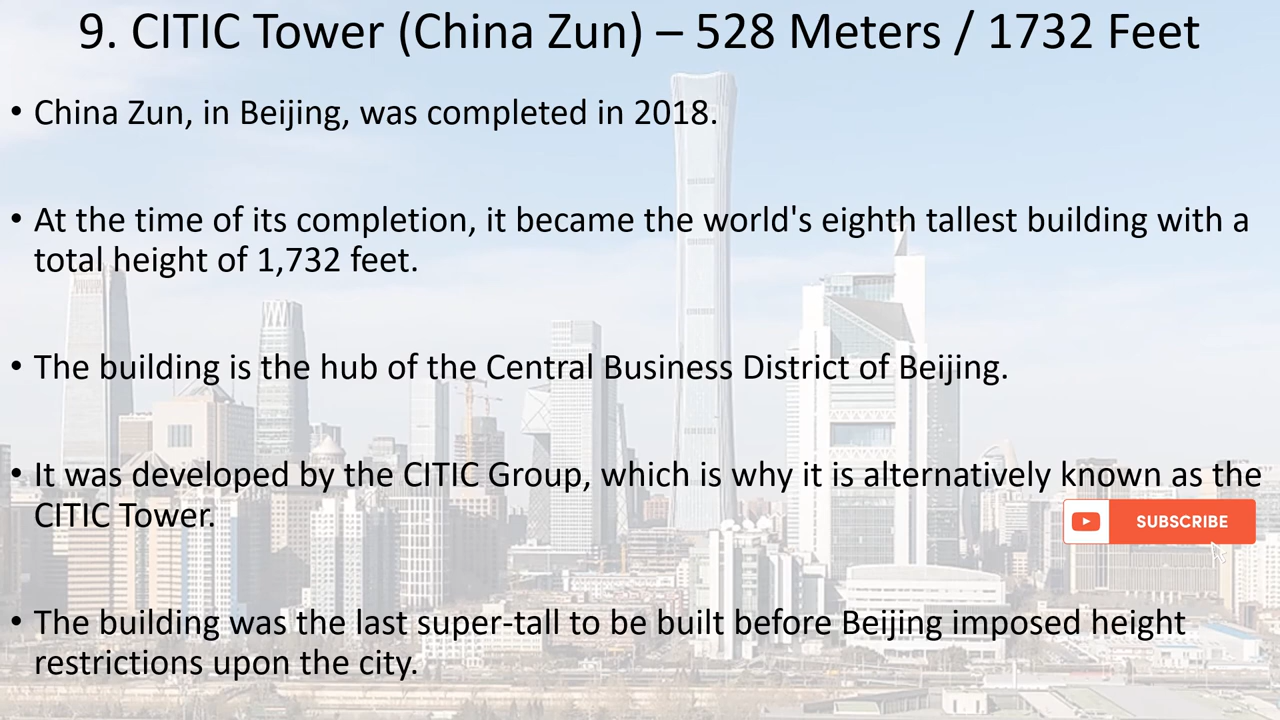 9. CITIC Tower (China Zun) – 528 Meters / 1732 Feet
• China Zun, in Beijing, was completed in 2018.
• At the time of its completion, it became the world's eighth tallest building with a
total height of 1,732 feet.
• The building is the hub of the Central Business District of Beijing.
• It was developed by the CITIC Group, which is why it is alternatively known as the
CITIC Tower.
SUBSCRIBE
• The building was the last super-tall to be built before Beijing imposed height
restrictions upon the city.